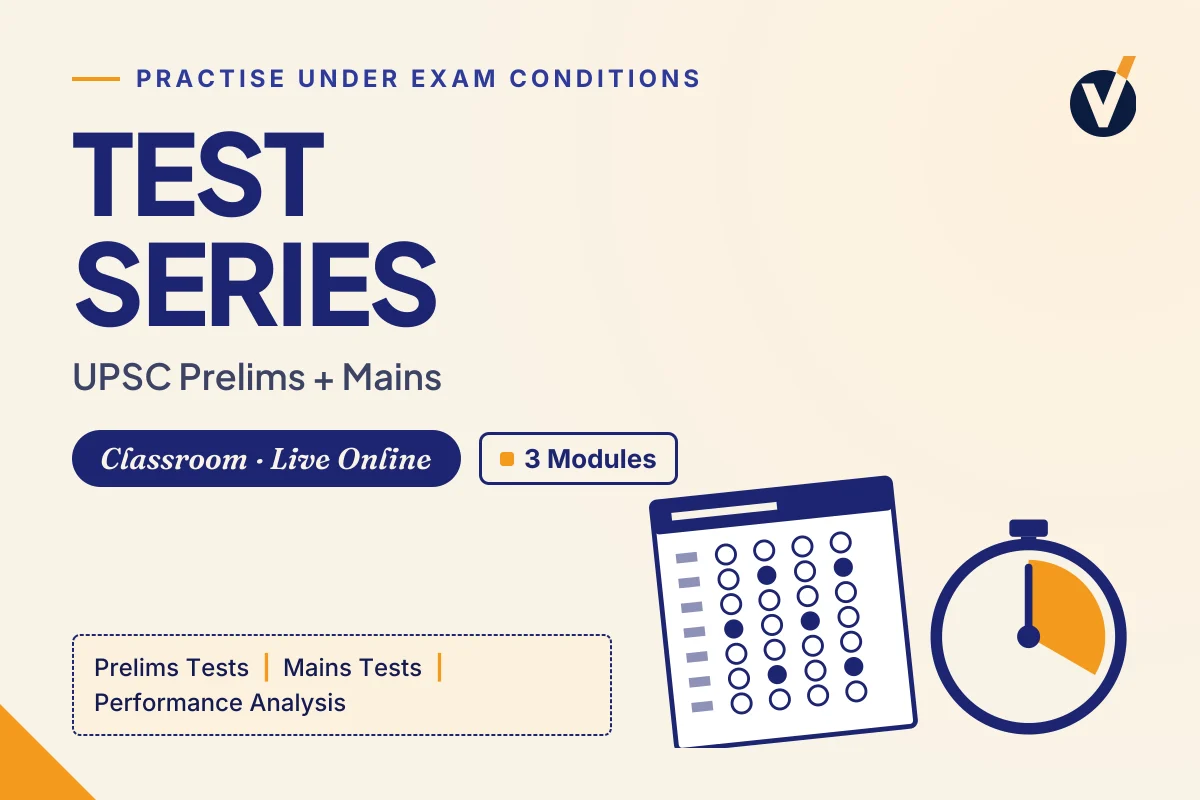 PRACTISE UNDER EXAM CONDITIONS
V
TEST
SERIES
UPSC Prelims + Mains
Classroom · Live Online
3 Modules
Prelims Tests | Mains Tests |
Performance Analysis